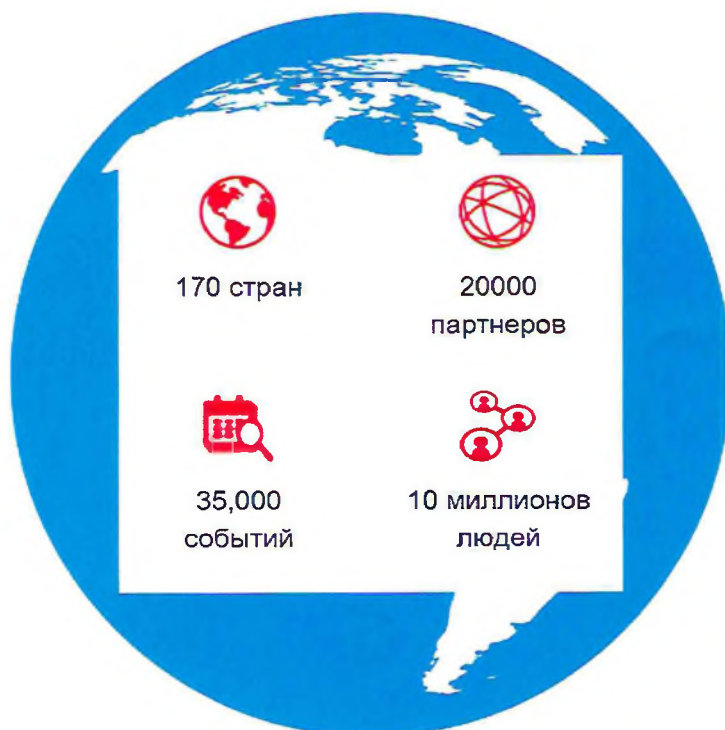 170 стран
20000
партнеров
35,000
событий
10 миллионов
людей